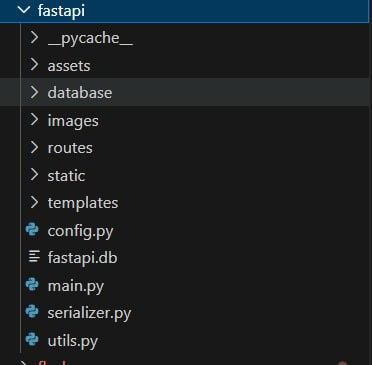 fastapi
__pycache__
assets
database
images
routes
static
templates
config.py
fastapi.db
main.py
serializer.py
utils.py